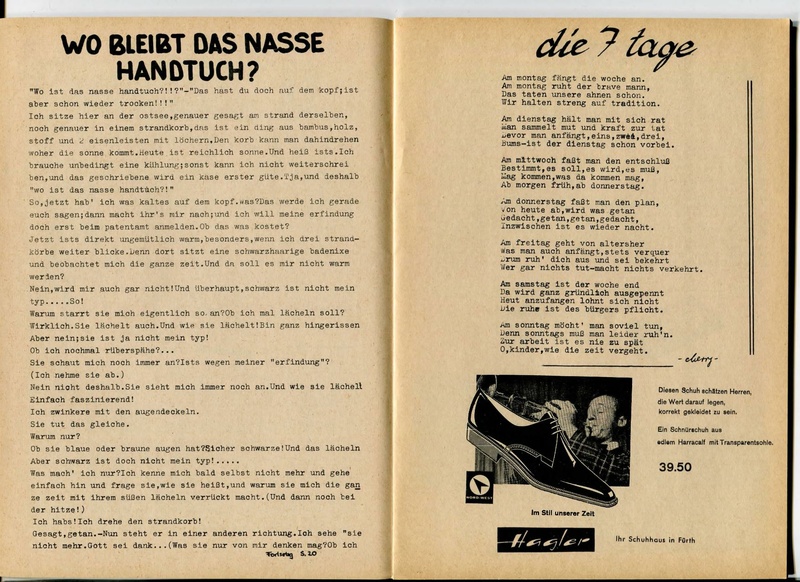 WO BLEIBT DAS NASSE
HANDTUCH?
"Wo ist das nasse handtuch?!!?"-"Das hast du doch auf dem kopf;ist
aber schon wieder trocken!!!"
Ich sitze hier an der ostsee,genauer gesagt am strand derselben,
noch genauer in einem strandkorb,das ist ein ding aus bambus,holz,
stoff und 2 eisenleisten mit löchern.Den korb kann man dahindrehen
woher die sonne kommt.Heute ist reichlich sonne.Und heiß ists.Ich
brauche unbedingt eine kühlung;sonst kann ich nicht weiterschrei
ben,und das geschriebene wird ein käse erster güte.Tja,und deshalb
"wo ist das nasse handtuch?!"
So,jetzt hab' ich was kaltes auf dem kopf.was?Das werde ich gerade
euch sagen;dann macht ihr's mir nach;und ich will meine erfindung
doch erst beim patentamt anmelden.Ob das was kostet?
Jetzt ists direkt ungemütlich warm,besonders,wenn ich drei strand-
körbe weiter blicke.Denn dort sitzt eine schwarzhaarige badenixe
und beobachtet mich die ganze zeit.Und da soll es mir nicht warm
werden?
Nein,wird mir auch gar nicht!Und überhaupt,schwarz ist nicht mein
typ.....So!
Warum starrt sie mich eigentlich so an?Ob ich mal lächeln soll?
Wirklich.Sie lächelt auch.Und wie sie lächelt!Bin ganz hingerissen
Aber nein;sie ist ja nicht mein typ!
Ob ich nochmal rüberspähe?...
Sie schaut mich noch immer an?Ists wegen meiner "erfindung"?
(Ich nehme sie ab.)
Nein nicht deshalb.Sie sieht mich immer noch an.Und wie sie lächelt
Einfach faszinierend!
Ich zwinkere mit den augendeckeln.
Sie tut das gleiche.
Warum nur?
Ob sie blaue oder braune augen hat?Sicher schwarze!Und das lächeln
Aber schwarz ist doch nicht mein typ!.....
Was mach' ich nur?Ich kenne mich bald selbst nicht mehr und gehe
einfach hin und frage sie,wie sie heißt,und warum sie mich die gan
ze zeit mit ihrem süßen lächeln verrückt macht.(Und dann noch bei
der hitze!)
Ich habs!Ich drehe den strandkorb!
Gesagt,getan.-Nun steht er in einer anderen richtung.Ich sehe "sie
nicht mehr.Gott sei dank...(Was sie nur von mir denken mag?Ob ich
Fortsetzg S.20
die 7 tage
Am montag fängt die woche an.
Am montag ruht der brave mann,
Das taten unsere ahnen schon.
Wir halten streng auf tradition.
Am dienstag hält man mit sich rat
Man sammelt mut und kraft zur tat
Bevor man anfängt,eins,zwei,drei,
Bums-ist der dienstag schon vorbei.
Am mittwoch faßt man den entschluß
Bestimmt,es soll,es wird,es muß,
Mag kommen,was da kommen mag,
Ab morgen früh,ab donnerstag.
Am donnerstag faßt man den plan,
Von heute ab,wird was getan
Gedacht,getan,getan,gedacht,
Inzwischen ist es wieder nacht.
Am freitag geht von altersher
Was man auch anfängt,stets verquer
Drum ruh' dich aus und sei bekehrt
Wer gar nichts tut-macht nichts verkehrt.
Am samstag ist der woche end
Da wird ganz gründlich ausgepennt
Heut anzufangen lohnt sich nicht
Die ruhe ist des bürgers pflicht.
Am sonntag möcht' man soviel tun,
Denn sonntags muß man leider ruh'n.
Zur arbeit ist es nie zu spät
O,kinder,wie die zeit vergeht.
-cherry-
Diesen Schuh schätzen Herren,
die Wert darauf legen,
korrekt gekleidet zu sein.
Ein Schnürschuh aus
edlem Harracalf mit Transparentsohle.
39.50
NORD-WEST
Im Stil unserer Zeit
Hagler
Ihr Schuhhaus in Fürth